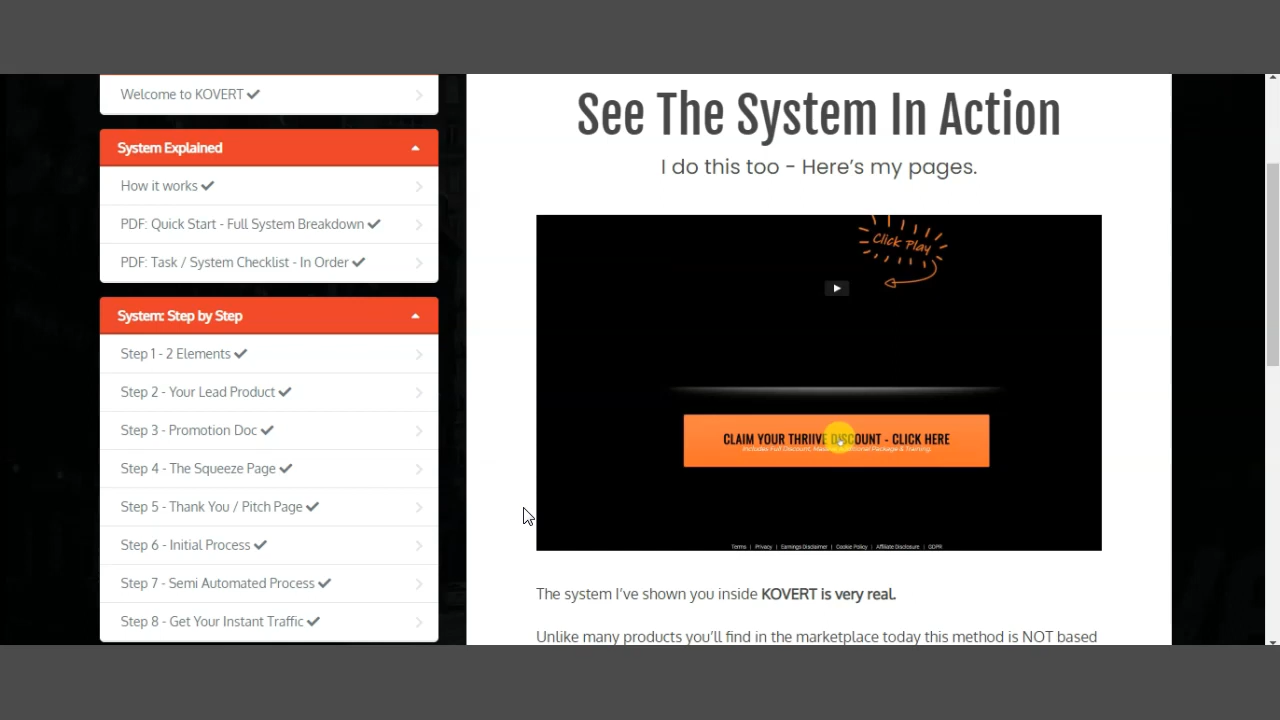 Welcome to KOVERT
System Explained
How it works
PDF: Quick Start - Full System Breakdown
PDF: Task / System Checklist - In Order
System: Step by Step
Step 1 - 2 Elements
Step 2 - Your Lead Product
Step 3 - Promotion Doc
Step 4 - The Squeeze Page
Step 5 - Thank You / Pitch Page
Step 6 - Initial Process
Step 7 - Semi Automated Process
Step 8 - Get Your Instant Traffic
See The System In Action
I do this too - Here's my pages.
Click Play
CLAIM YOUR THRIIVE DISCOUNT - CLICK HERE
Includes Full Discount, & Training.
Terms | Privacy | Earnings Disclaimer | Cookie Policy | Affiliate Disclosure | GDPR
The system I've shown you inside KOVERT is very real.
Unlike many products you'll find in the marketplace today this method is NOT based